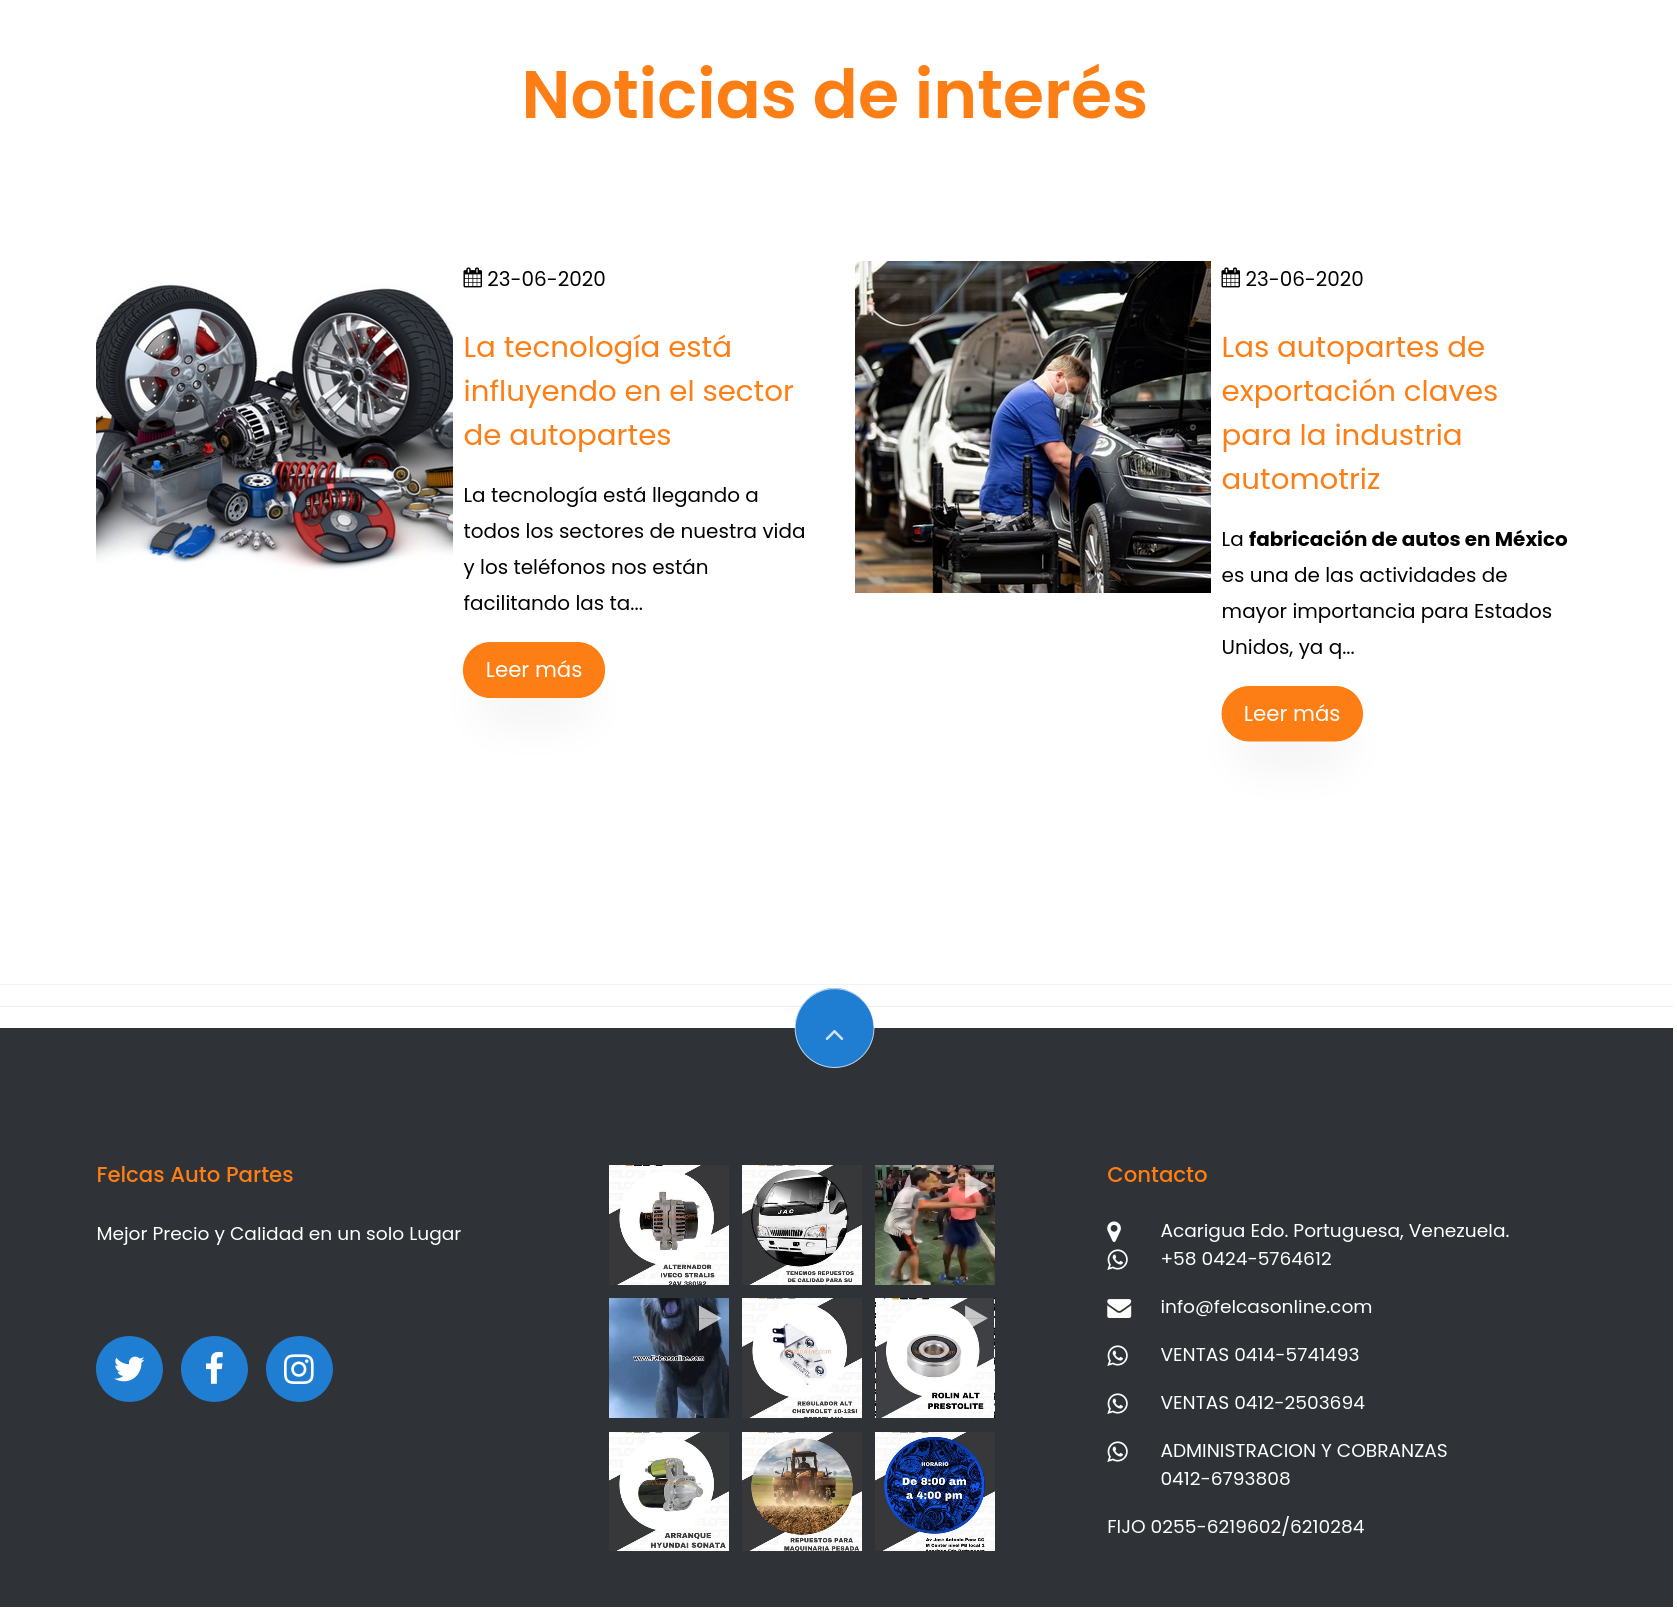 Noticias de interés
23-06-2020
La tecnología está
influyendo en el sector
de autopartes
La tecnología está llegando a
todos los sectores de nuestra vida
y los teléfonos nos están
facilitando las ta...
Leer más
23-06-2020
Las autopartes de
exportación claves
para la industria
automotriz
La fabricación de autos en México
es una de las actividades de
mayor importancia para Estados
Unidos, ya q...
Leer más
Felcas Auto Partes
Mejor Precio y Calidad en un solo Lugar
ALTERNADOR
IVECO STRALIS
JAC
TENEMOS REPUESTOS
DE CALIDAD PARA SU
www.Felcasonline.com
REGULADOR ALT
CHEVROLET 10-12SI
ROLIN ALT
PRESTOLITE
ARRANQUE
HYUNDAI SONATA
REPUESTOS PARA
MAQUINARIA PESADA
HORARIO
De 8:00 am
a 4:00 pm
Contacto
Acarigua Edo. Portuguesa, Venezuela.
+58 0424-5764612
info@felcasonline.com
VENTAS 0414-5741493
VENTAS 0412-2503694
ADMINISTRACION Y COBRANZAS
0412-6793808
FIJO 0255-6219602/6210284